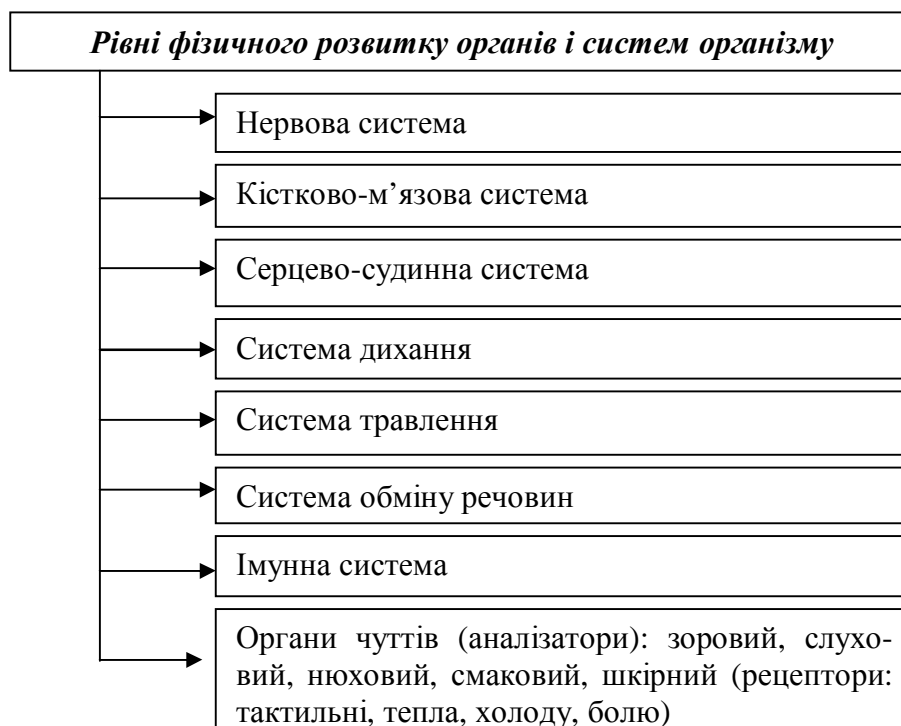 Рівні фізичного розвитку органів і систем організму
Нервова система
Кістково-м’язова система
Серцево-судинна система
Система дихання
Система травлення
Система обміну речовин
Імунна система
Органи чуттів (аналізатори): зоровий, слухо-
вий, нюховий, смаковий, шкірний (рецептори:
тактильні, тепла, холоду, болю)